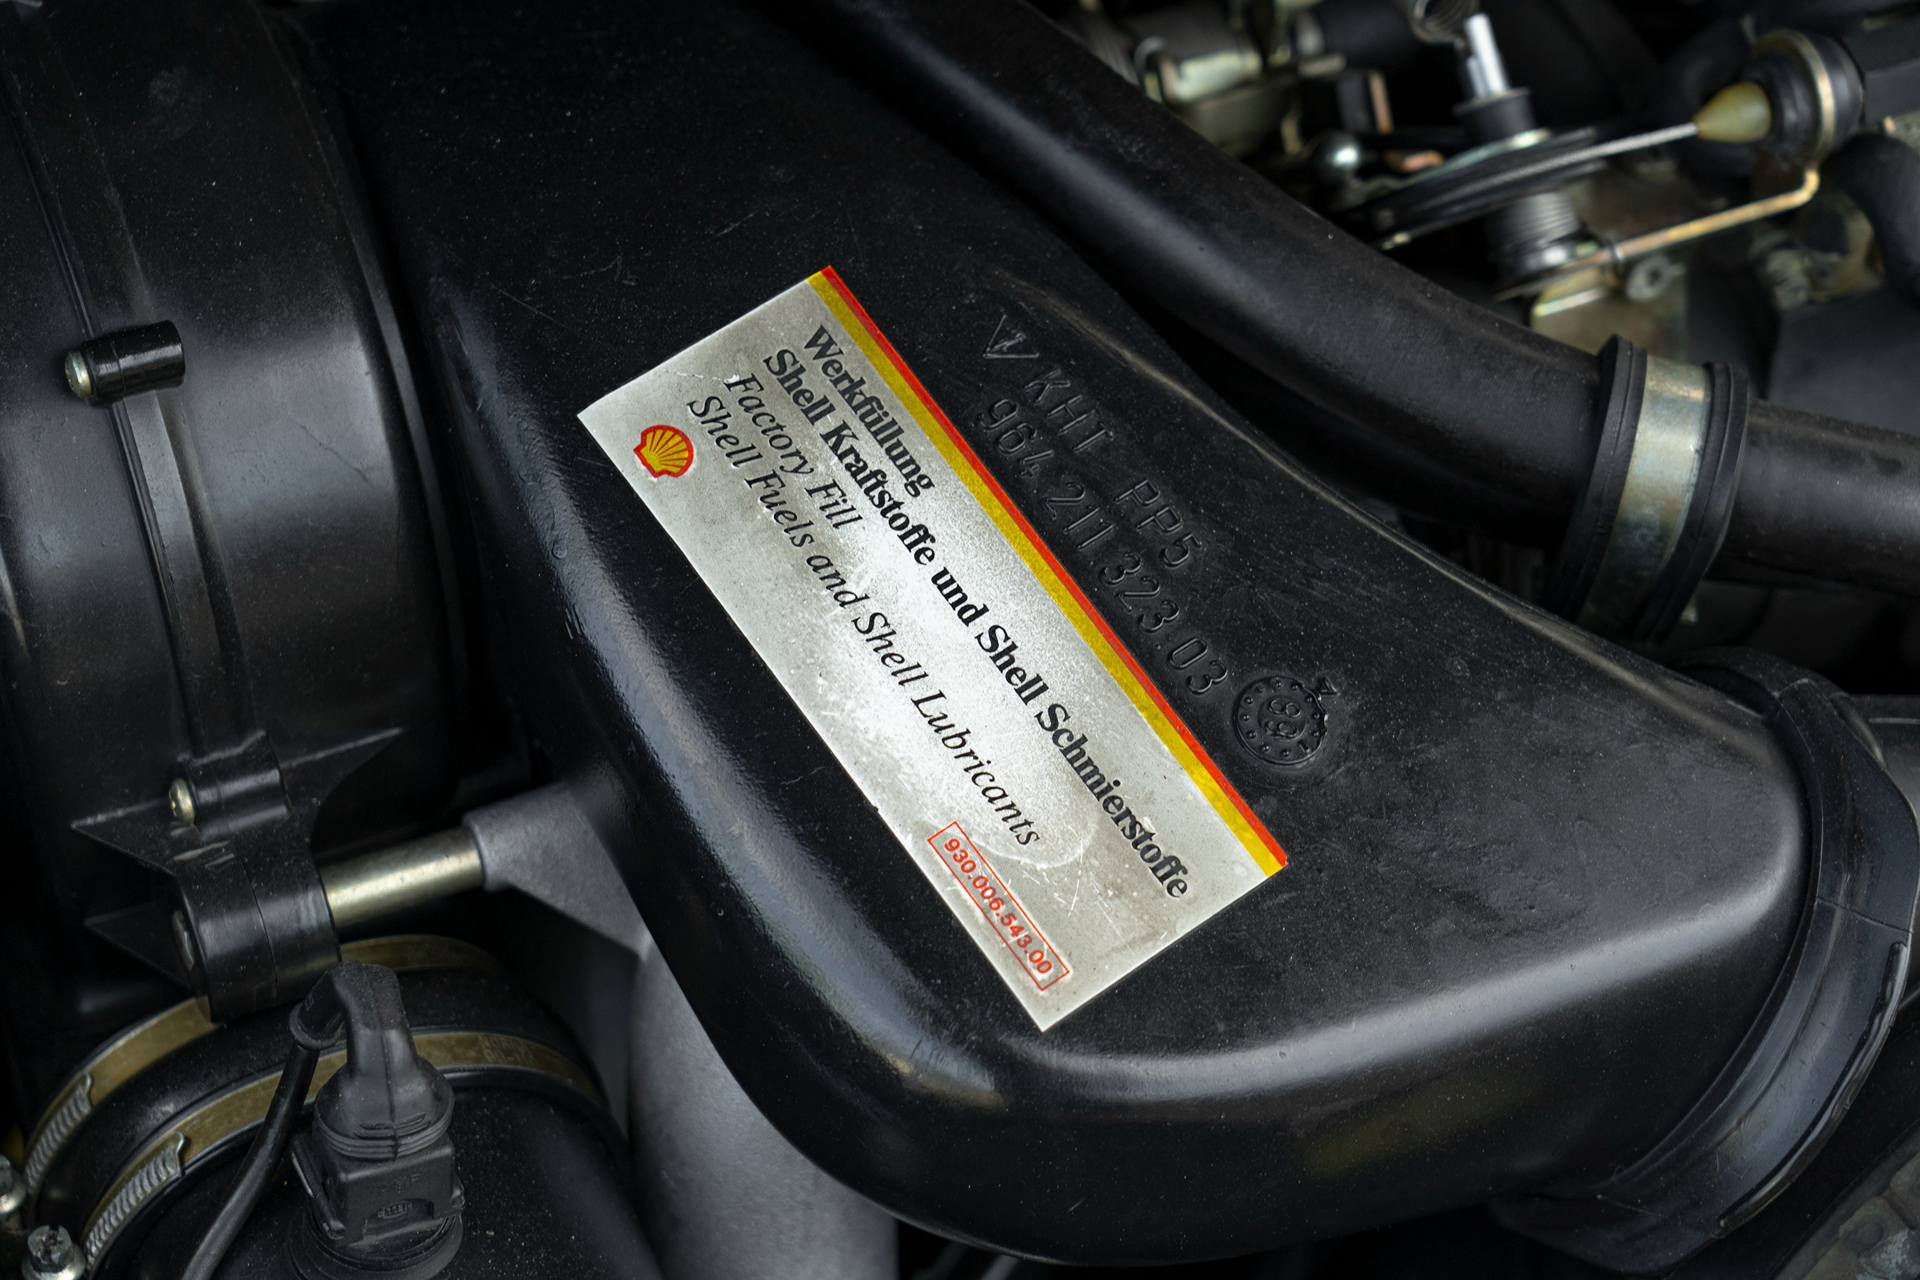 Werkfüllung
Shell Kraftstoffe und Shell Schmierstoffe
Factory Fill
Shell Fuels and Shell Lubricants
930.006.543.00
KHT PP5
964.211.323.03